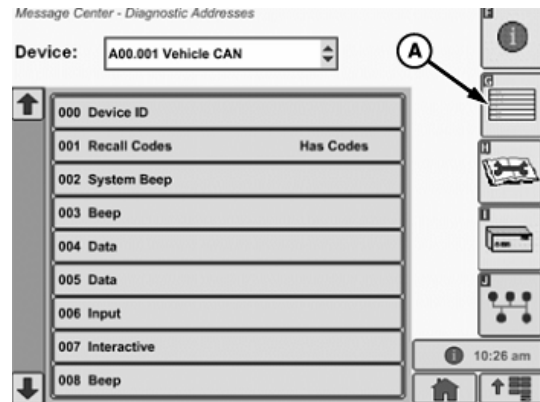 Message Center - Diagnostic Addresses
Device:
A00.001 Vehicle CAN
A
G
000 Device ID
001 Recall Codes Has Codes
H
002 System Beep
003 Beep
004 Data
I
005 Data
006 Input
J
007 Interactive
10:26 am
008 Beep